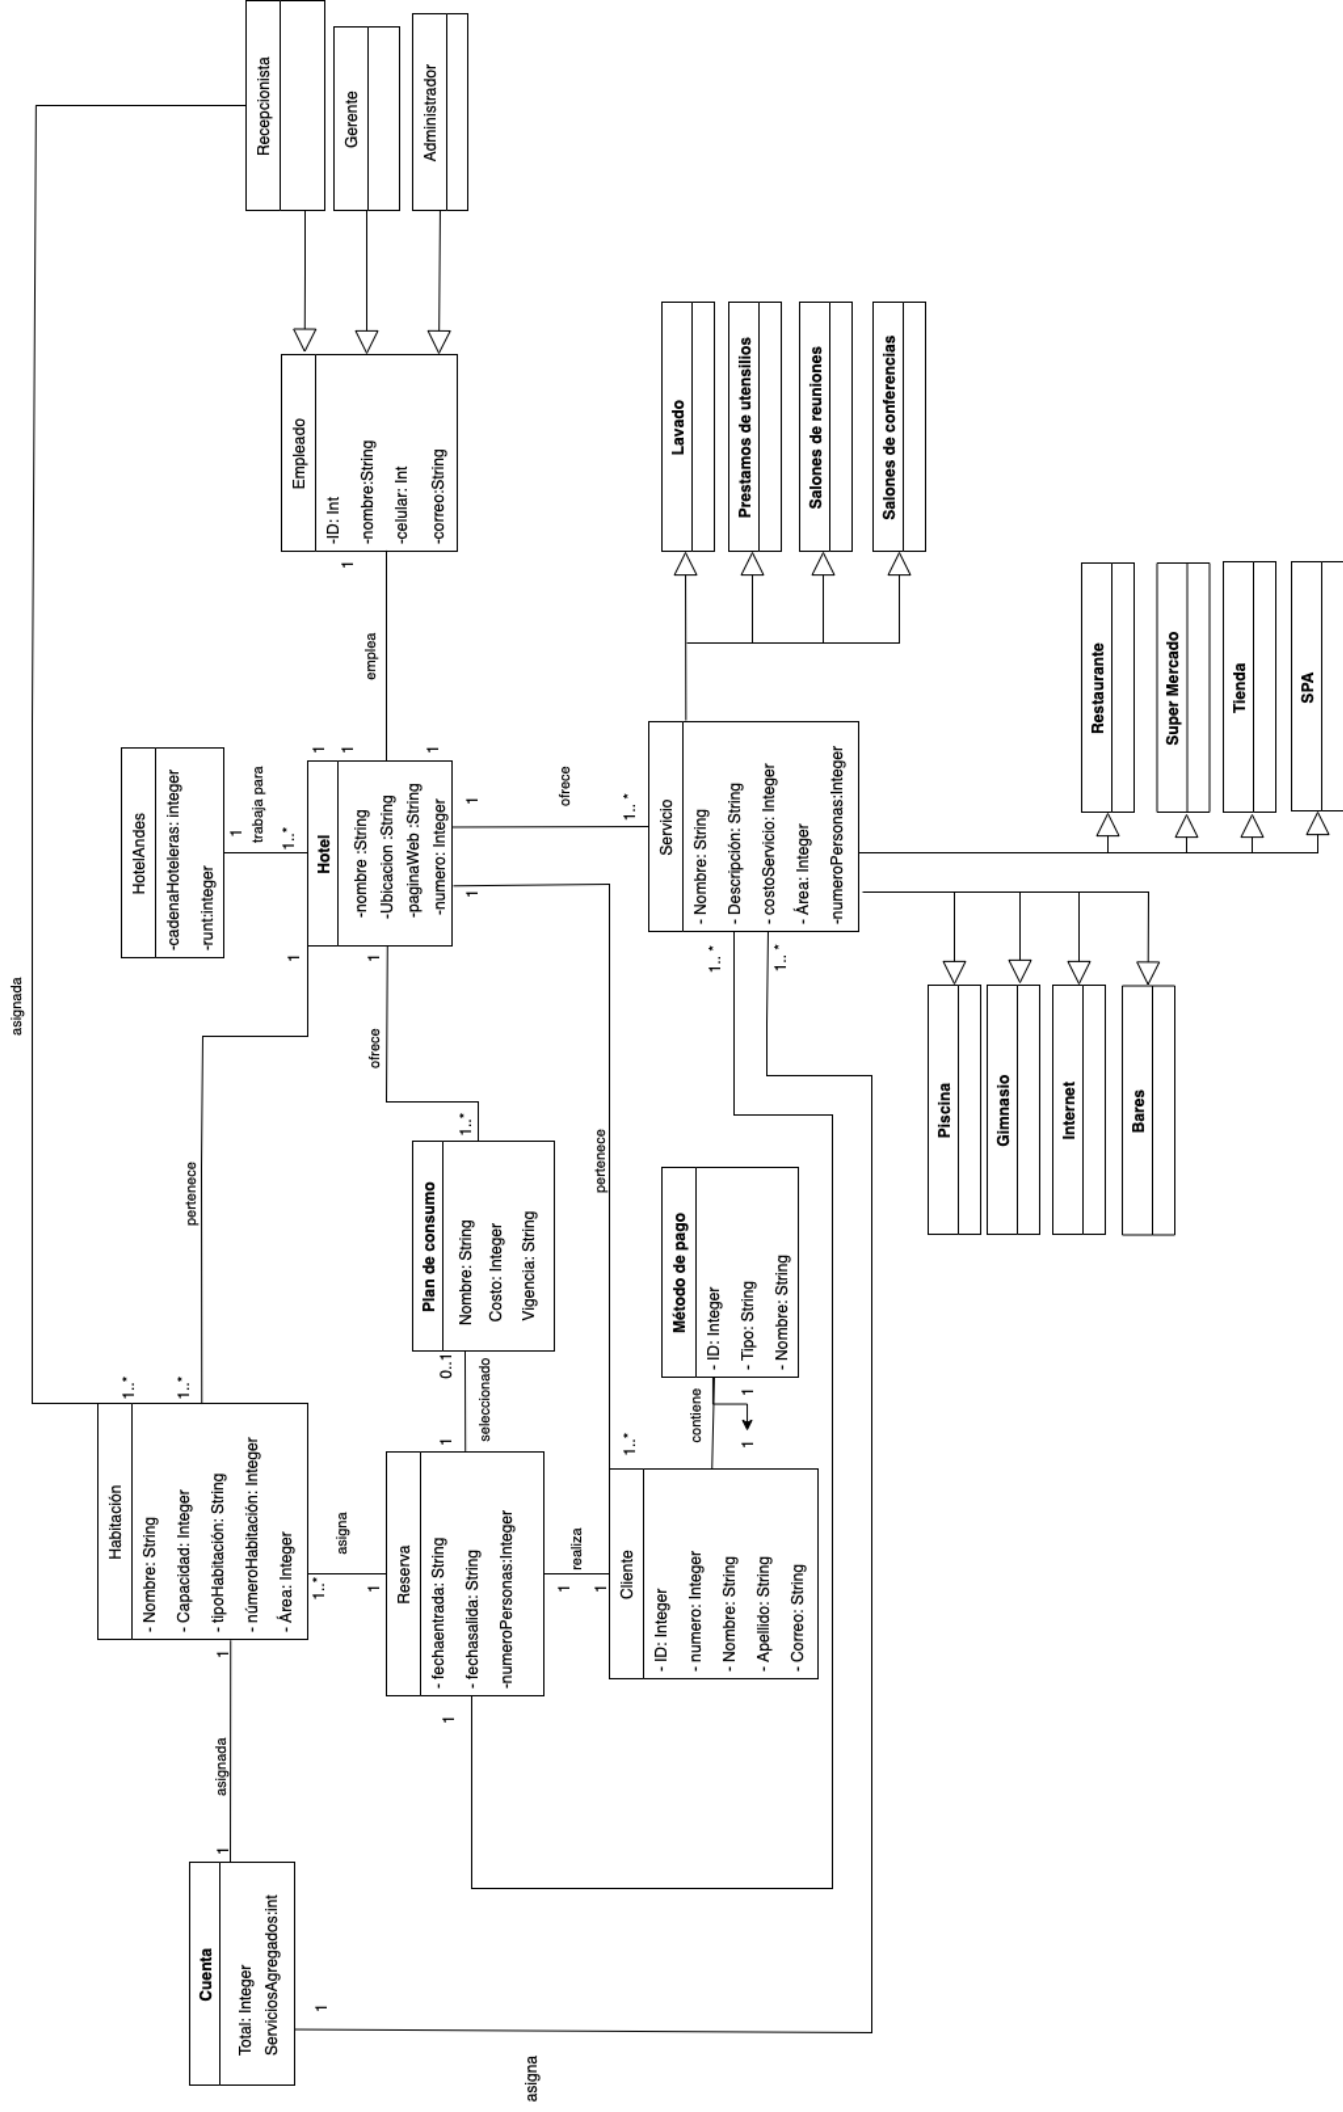 asignada
Cuenta
Total: Integer
ServiciosAgregados:int
1
asignada
1
1
asigna
Habitación
- Nombre: String
- Capacidad: Integer
- tipoHabitación: String
- númeroHabitación: Integer
- Área: Integer
1..*
1..*
pertenece
1
1..*
asigna
1
HotelAndes
-cadenaHoteleras: integer
-runt:integer
1
trabaja para
1..*
Hotel
-nombre :String
-Ubicacion :String
-paginaWeb :String
-numero: Integer
1
1
1
emplea
1
Empleado
-ID: Int
-nombre:String
-celular: Int
-correo:String
Recepcionista
Gerente
Administrador
Reserva
- fechaentrada: String
- fechasalida: String
-numeroPersonas:Integer
1
1
seleccionado
0..1
Plan de consumo
Nombre: String
Costo: Integer
Vigencia: String
1..*
ofrece
1
1
realiza
1
Cliente
- ID: Integer
- numero: Integer
- Nombre: String
- Apellido: String
- Correo: String
1..*
pertenece
1
contiene
1
1
Método de pago
- ID: Integer
- Tipo: String
- Nombre: String
1
ofrece
1.. *
Servicio
- Nombre: String
- Descripción: String
- costoServicio: Integer
- Área: Integer
-numeroPersonas:Integer
1.. *
1.. *
Lavado
Prestamos de utensilios
Salones de reuniones
Salones de conferencias
Piscina
Gimnasio
Internet
Bares
Restaurante
Super Mercado
Tienda
SPA